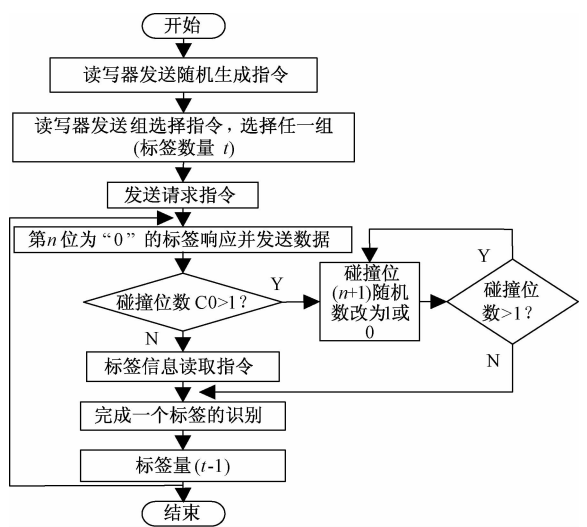 开始
读写器发送随机生成指令
读写器发送组选择指令，选择任一组
(标签数量 t)
发送请求指令
第n位为“0”的标签响应并发送数据
碰撞位数 C0>1？
Y
N
碰撞位
(n+1)随机
数改为1或
0
碰撞位
数>1？
Y
N
标签信息读取指令
完成一个标签的识别
标签量(t-1)
结束